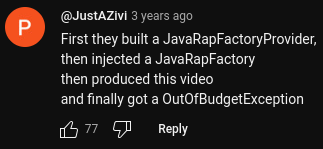 P
@JustAZivi 3 years ago
First they built a JavaRapFactoryProvider,
then injected a JavaRapFactory
then produced this video
and finally got a OutOfBudgetException
77 Reply